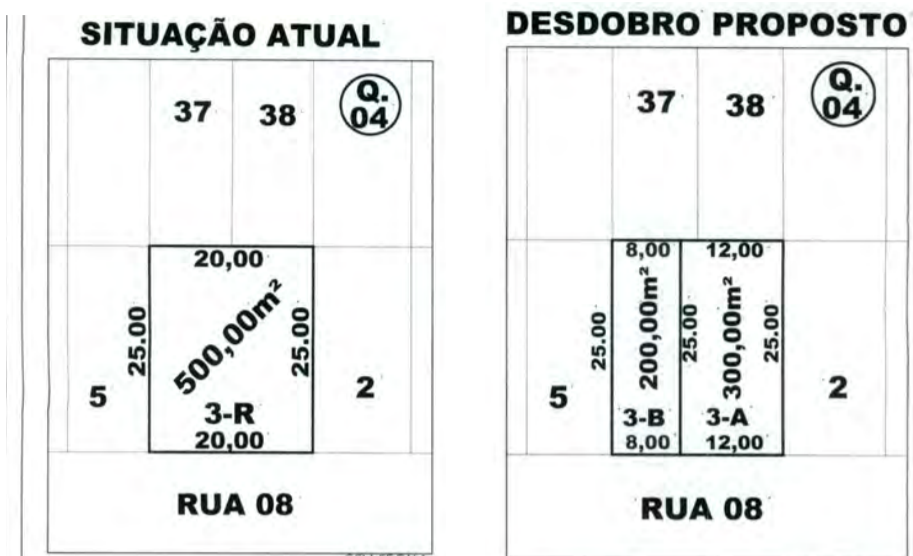 SITUAÇÃO ATUAL
37
38
Q.
04
20,00
25.00
500,00m²
25.00
5
3-R
2
20,00
RUA 08
DESDOBRO PROPOSTO
37
38
Q.
04
8,00
12,00
25.00
200,00m²
25.00
300,00m²
25.00
5
3-B
3-A
2
8,00
12,00
RUA 08